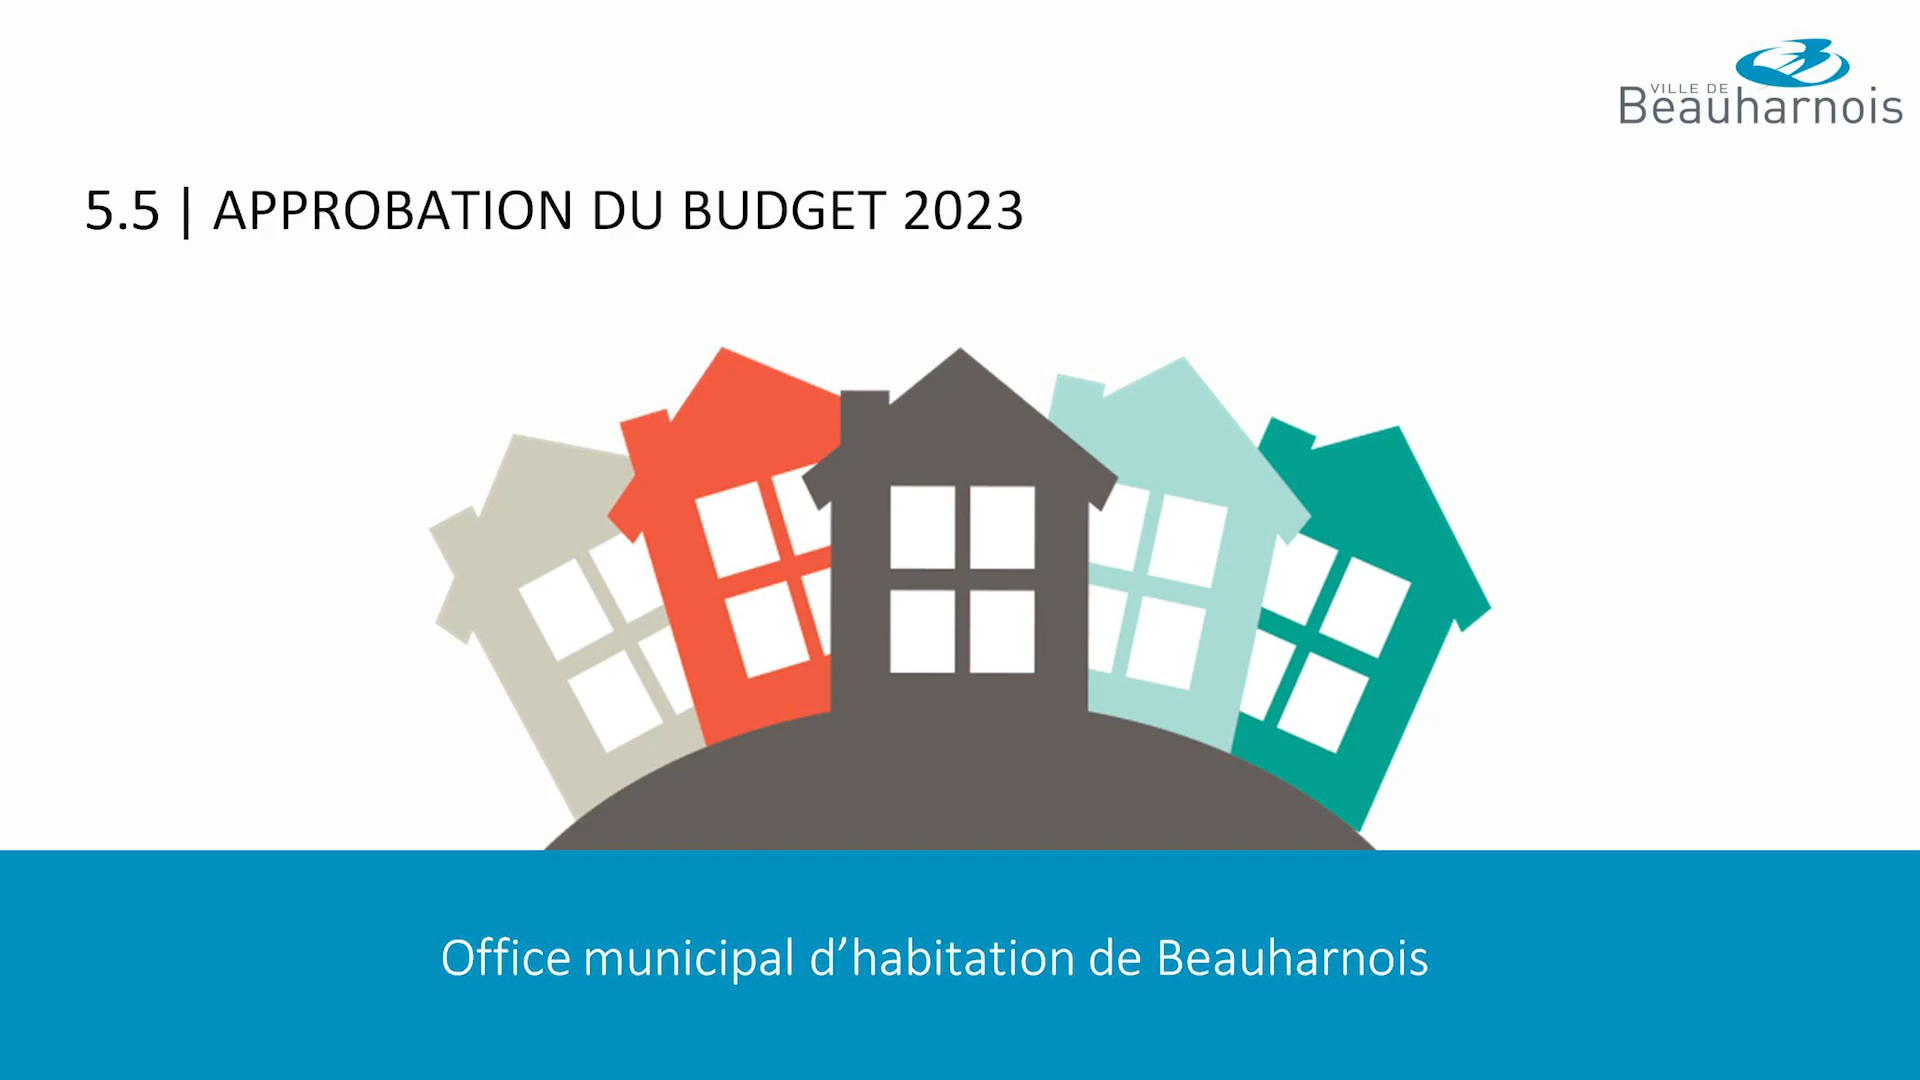 VILLE DE
Beauharnois
5.5 | APPROBATION DU BUDGET 2023
Office municipal d’habitation de Beauharnois